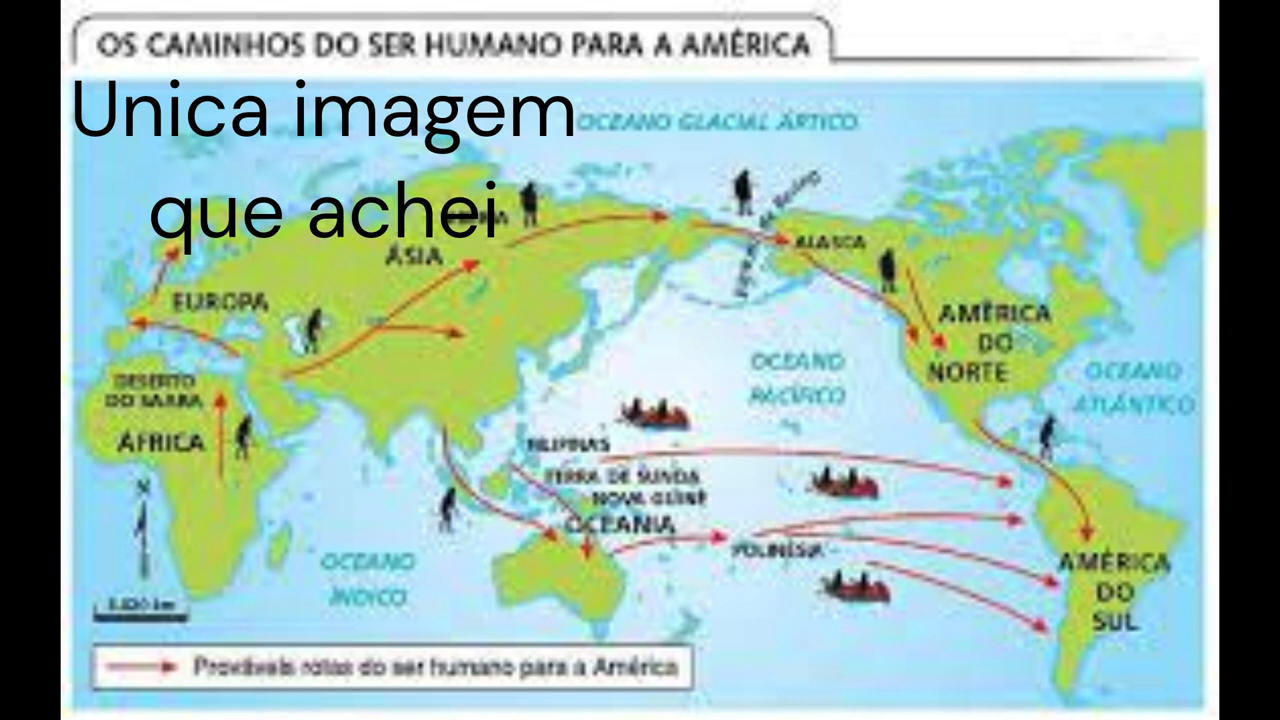 OS CAMINHOS DO SER HUMANO PARA A AMÉRICA
Unica imagem
que achei
OCEANO GLACIAL ÁRTICO
ÁSIA
ALASCA
EUROPA
AMÉRICA
DO
NORTE
OCEANO
PACÍFICO
OCEANO
ATLÂNTICO
DESERTO
DO SAARA
ÁFRICA
FILIPINAS
TERRA DE SUNDA
NOVA GUINÉ
OCEANIA
POLINÉSIA
OCEANO
ÍNDICO
AMÉRICA
DO
SUL
Prováveis rotas do ser humano para a América